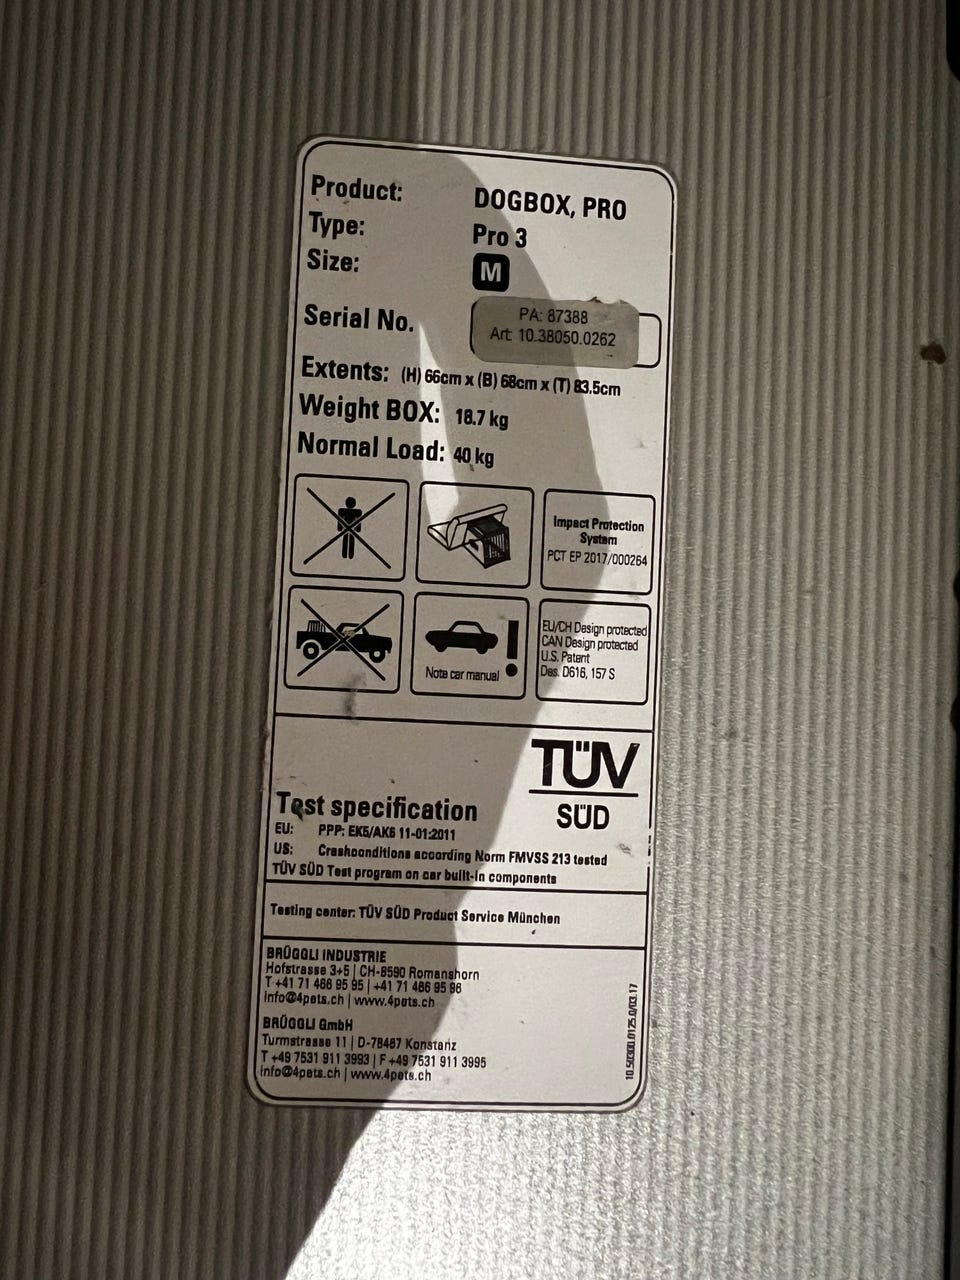 Product: DOGBOX, PRO
Type: Pro 3
Size: M
Serial No. PA: 87388
Art: 10.38050.0262
Extents: (H) 66cm x (B) 68cm x (T) 83.5cm
Weight BOX: 18.7 kg
Normal Load: 40 kg
Impact Protection
System
PCT EP 2017/000264
Note car manual !
EU/CH Design protected
CAN Design protected
U.S. Patent
Des. D616, 157 S
TÜV
SÜD
Test specification
EU: PPP: EK5/AK6 11-01:2011
US: Crashconditions according Norm FMVSS 213 tested
TÜV SÜD Test program on car built-in components
Testing center: TÜV SÜD Product Service München
BRÜGGLI INDUSTRIE
Hofstrasse 3+5 | CH-8590 Romanshorn
T +41 71 466 95 95 | +41 71 466 95 96
info@4pets.ch | www.4pets.ch
BRÜGGLI GmbH
Turmstrasse 11 | D-78467 Konstanz
T +49 7531 911 3993 | F +49 7531 911 3995
info@4pets.ch | www.4pets.ch
10.50300.0125.0/03.17